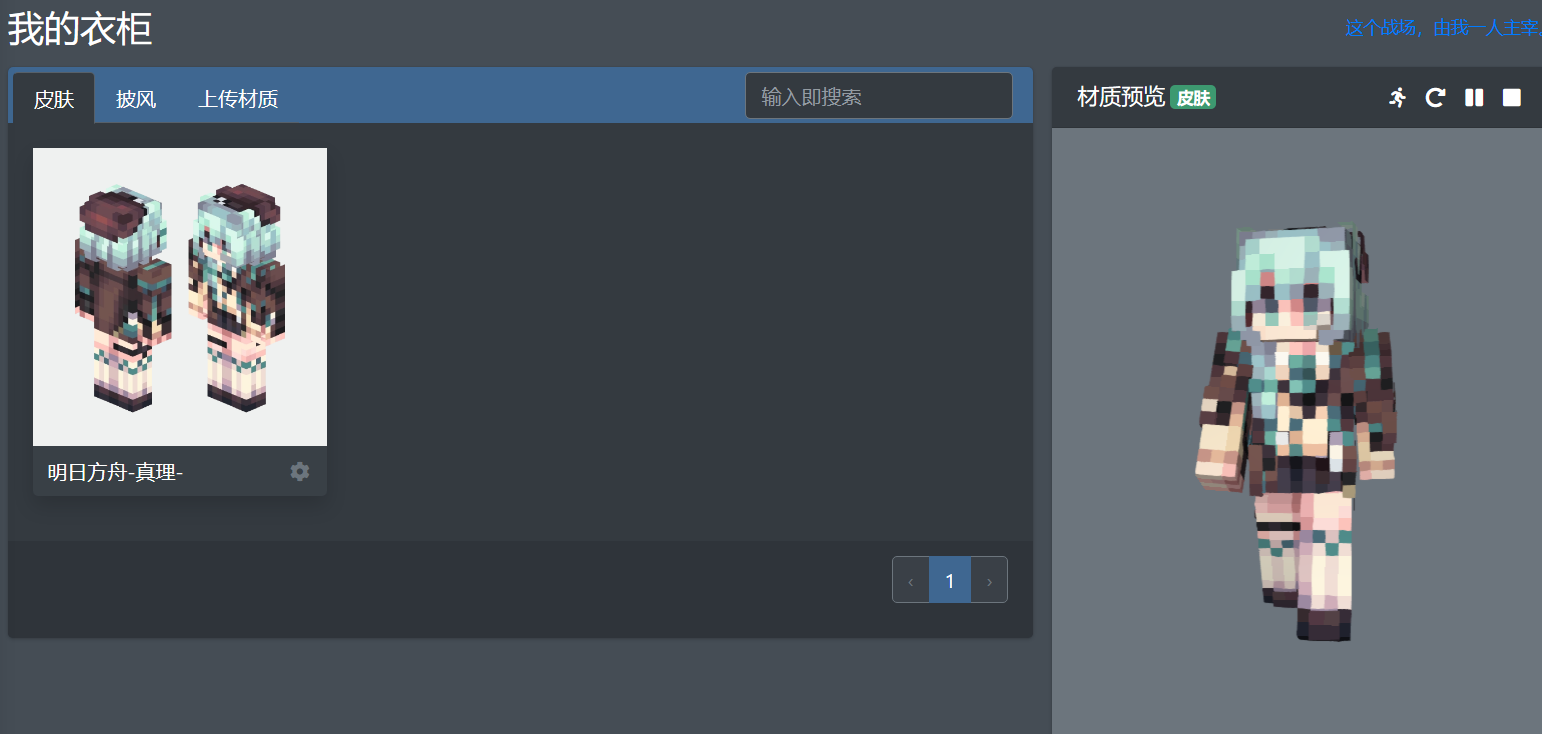 我的衣柜
这个战场，由我一人主宰。
皮肤
披风
上传材质
输入即搜索
材质预览 皮肤
明日方舟-真理-
‹ 1 ›